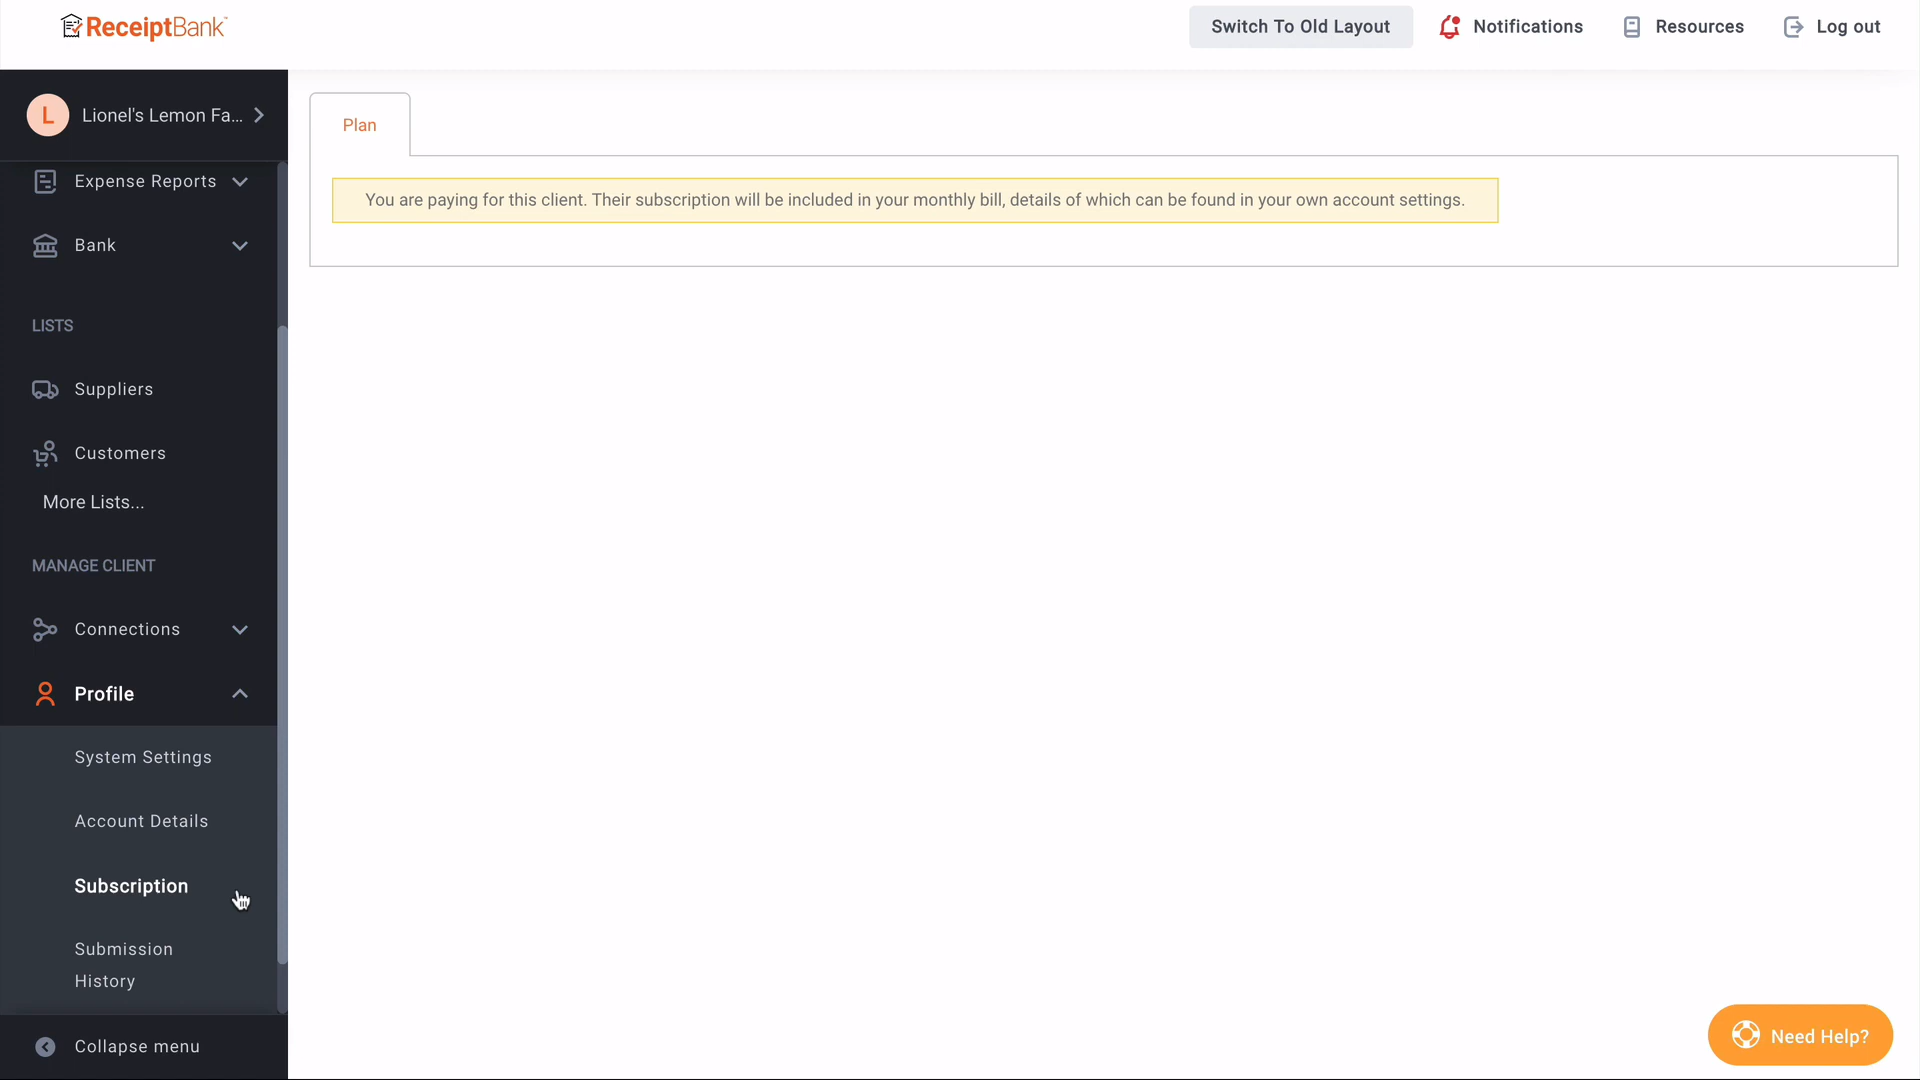 ReceiptBank
Switch To Old Layout
Notifications
Resources
Log out
L
Lionel's Lemon Fa...
Expense Reports
Bank
LISTS
Suppliers
Customers
More Lists...
MANAGE CLIENT
Connections
Profile
System Settings
Account Details
Subscription
Submission
History
Collapse menu
Plan
You are paying for this client. Their subscription will be included in your monthly bill, details of which can be found in your own account settings.
Need Help?